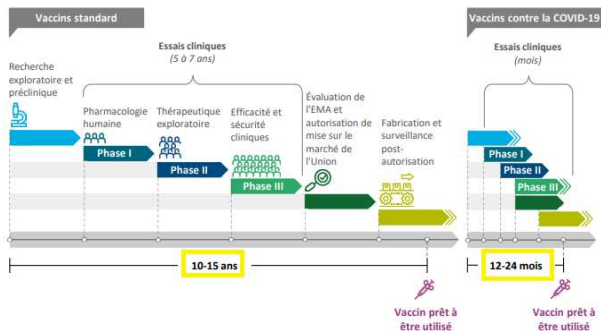 Vaccins standard
Essais cliniques
(5 à 7 ans)
Recherche
exploratoire et
préclinique
Pharmacologie
humaine
Thérapeutique
exploratoire
Efficacité et
sécurité
cliniques
Évaluation de
l'EMA et
autorisation de
mise sur le
marché de
l'Union
Fabrication et
surveillance
post-
autorisation
Phase I
Phase II
Phase III
10-15 ans
Vaccin prêt à
être utilisé
Vaccins contre la COVID-19
Essais cliniques
(mois)
Phase I
Phase II
Phase III
12-24 mois
Vaccin prêt à
être utilisé